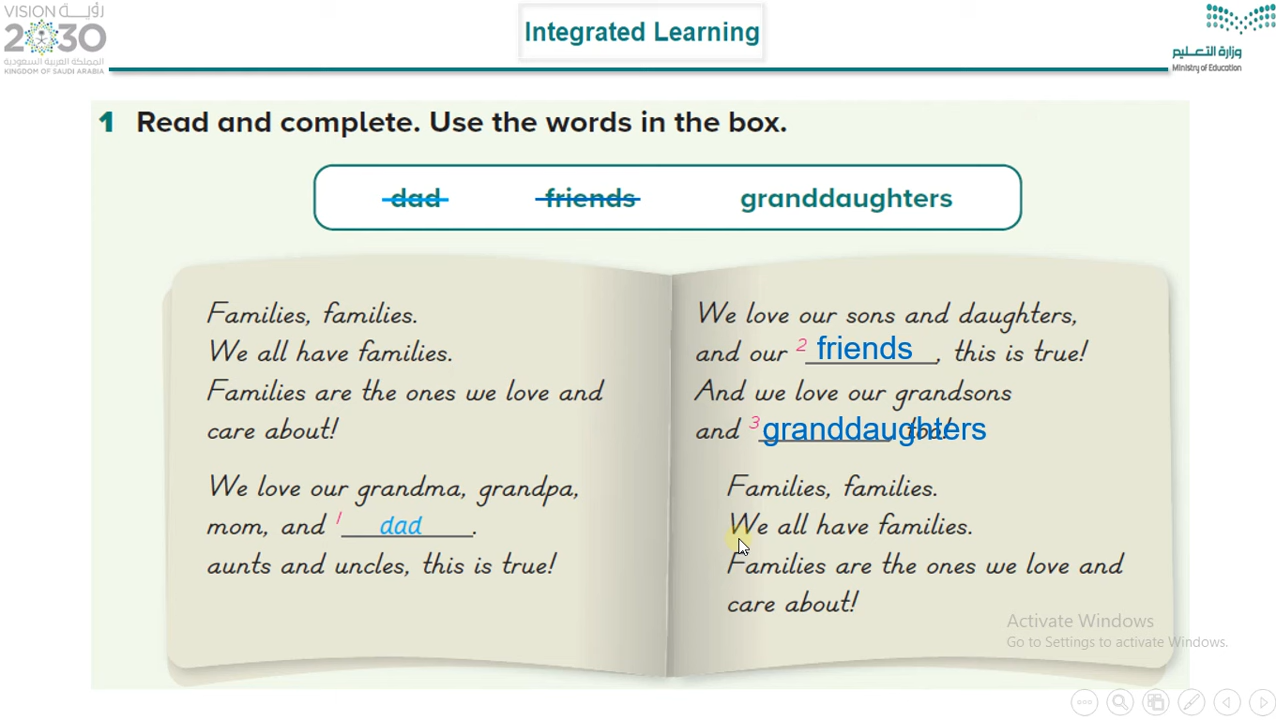 VISION رؤية
2030
المملكة العربية السعودية
KINGDOM OF SAUDI ARABIA
Integrated Learning
وزارة التعليم
Ministry of Education
1 Read and complete. Use the words in the box.
dad friends granddaughters
Families, families.
We all have families.
Families are the ones we love and
care about!
We love our grandma, grandpa,
mom, and 1 dad.
aunts and uncles, this is true!
We love our sons and daughters,
and our 2 friends, this is true!
And we love our grandsons
and 3 granddaughters too!
Families, families.
We all have families.
Families are the ones we love and
care about!
Activate Windows
Go to Settings to activate Windows.